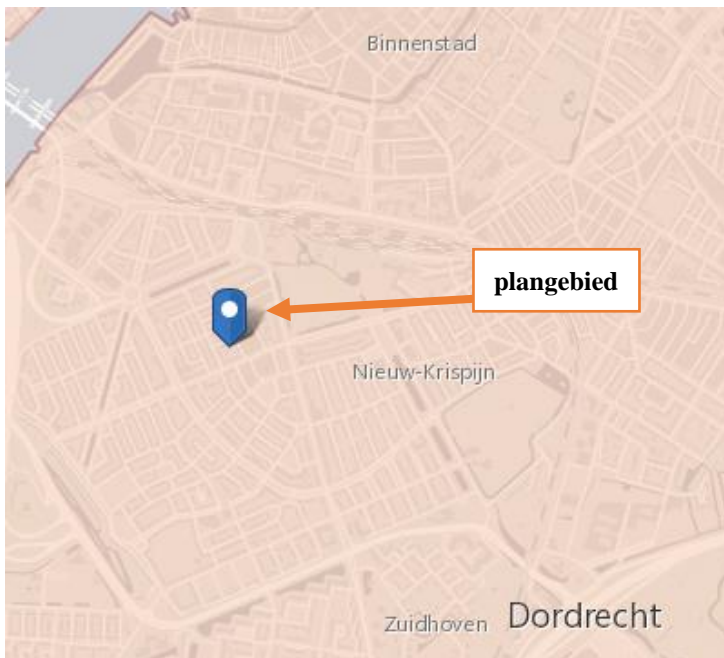 Binnenstad
plangebied
Nieuw-Krispijn
Zuidhoven
Dordrecht